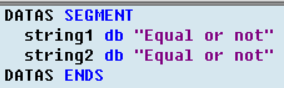 DATAS SEGMENT
string1 db "Equal or not"
string2 db "Equal or not"
DATAS ENDS